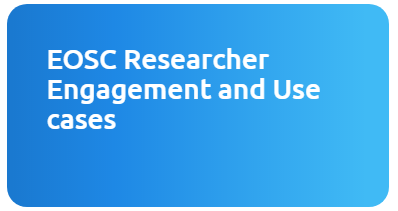 EOSC Researcher
Engagement and Use
cases